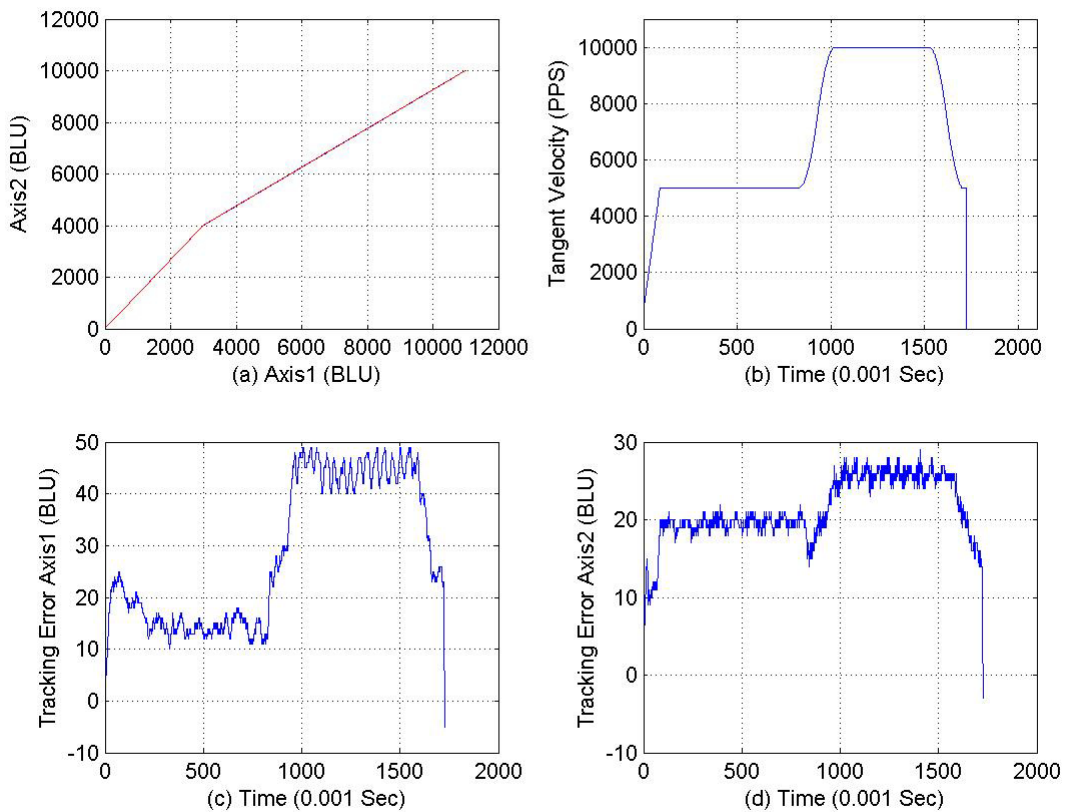 12000
10000
8000
6000
4000
2000
0
0 2000 4000 6000 8000 10000 12000
Axis2 (BLU)
(a) Axis1 (BLU)
10000
8000
6000
4000
2000
0
0 500 1000 1500 2000
Tangent Velocity (PPS)
(b) Time (0.001 Sec)
50
40
30
20
10
0
-10
0 500 1000 1500 2000
Tracking Error Axis1 (BLU)
(c) Time (0.001 Sec)
30
20
10
0
-10
0 500 1000 1500 2000
Tracking Error Axis2 (BLU)
(d) Time (0.001 Sec)